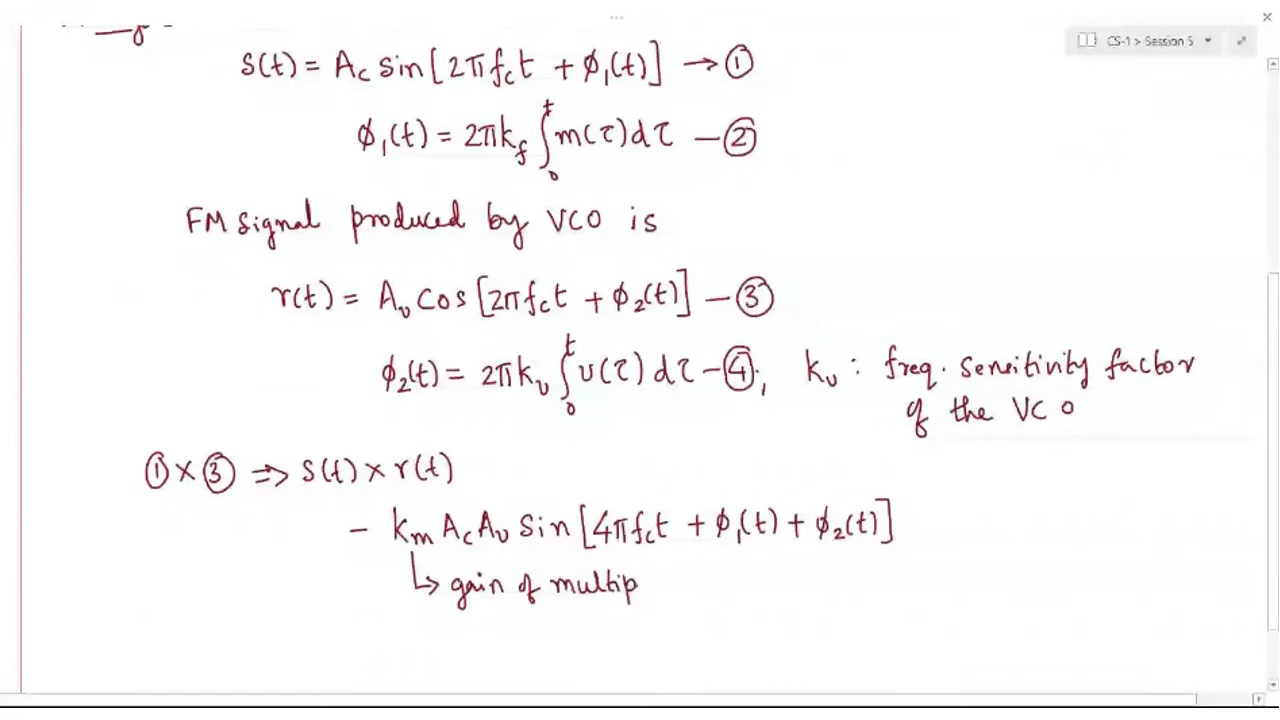 CS-1 > Session 5
S(t) = A_c Sin[2πf_c t + φ_1(t)] → ①
φ_1(t) = 2πk_f ∫_0^t m(τ)dτ — ②
FM Signal produced by VCO is
r(t) = A_v Cos[2πf_c t + φ_2(t)] — ③
φ_2(t) = 2πk_v ∫_0^t v(τ)dτ — ④, k_v : freq. Sensitivity factor
of the VCO
① × ③ ⇒ S(t) × r(t)
– k_m A_c A_v Sin[4πf_c t + φ_1(t) + φ_2(t)]
↳ gain of multip